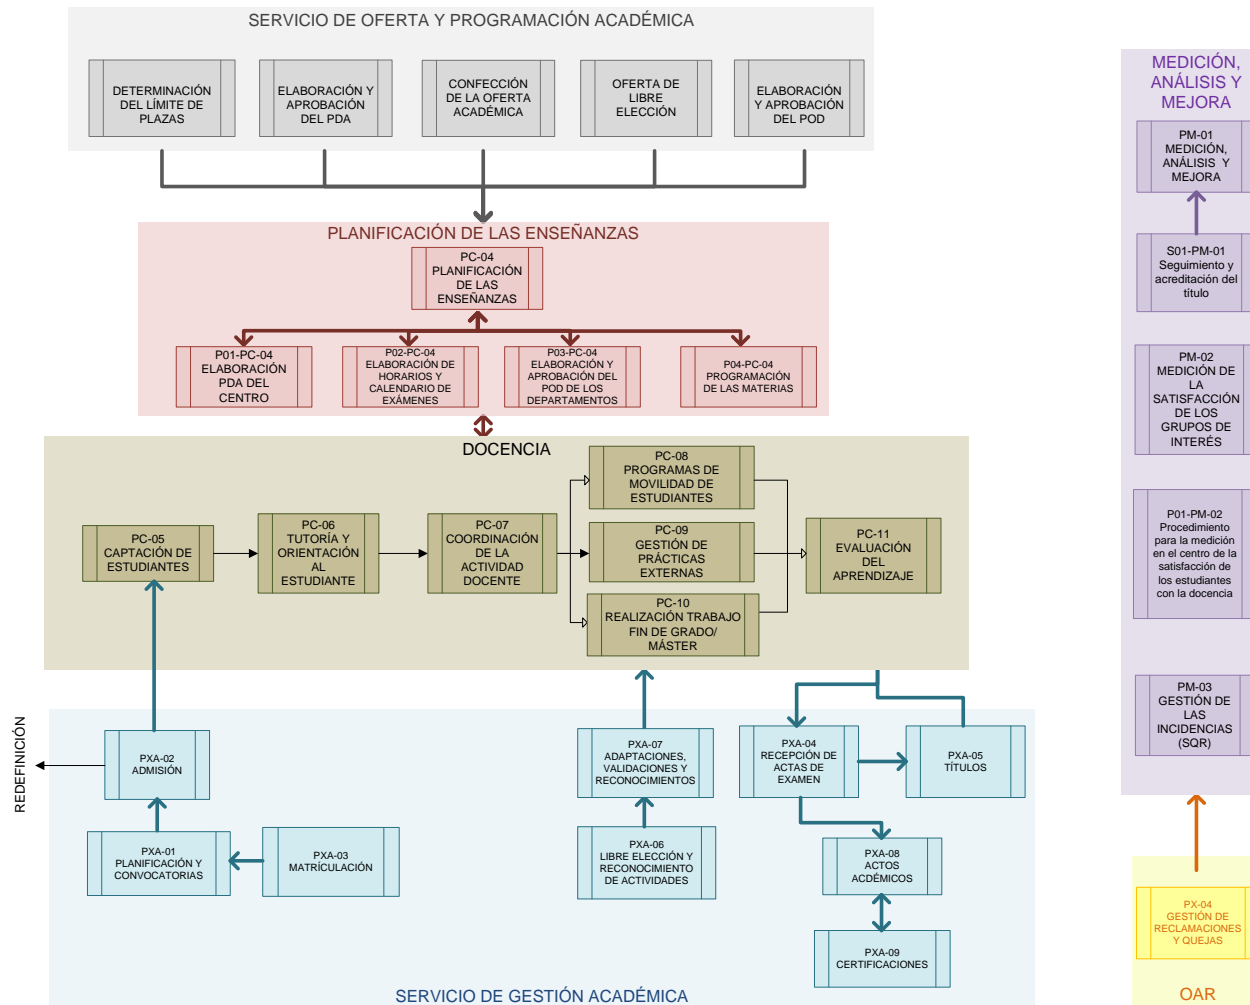 SERVICIO DE OFERTA Y PROGRAMACIÓN ACADÉMICA
DETERMINACIÓN
DEL LÍMITE DE
PLAZAS
ELABORACIÓN Y
APROBACIÓN
DEL PDA
CONFECCIÓN
DE LA OFERTA
ACADÉMICA
OFERTA DE
LIBRE
ELECCIÓN
ELABORACIÓN
Y APROBACIÓN
DEL POD
PLANIFICACIÓN DE LAS ENSEÑANZAS
PC-04
PLANIFICACIÓN
DE LAS
ENSEÑANZAS
P01-PC-04
ELABORACIÓN
PDA DEL
CENTRO
P02-PC-04
ELABORACIÓN DE
HORARIOS Y
CALENDARIO DE
EXÁMENES
P03-PC-04
ELABORACIÓN Y
APROBACIÓN DEL
POD DE LOS
DEPARTAMENTOS
P04-PC-04
PROGRAMACIÓN
DE LAS MATERIAS
DOCENCIA
PC-05
CAPTACIÓN DE
ESTUDIANTES
PC-06
TUTORÍA Y
ORIENTACIÓN
AL
ESTUDIANTE
PC-07
COORDINACIÓN
DE LA
ACTIVIDAD
DOCENTE
PC-08
PROGRAMAS DE
MOVILIDAD DE
ESTUDIANTES
PC-09
GESTIÓN DE
PRÁCTICAS
EXTERNAS
PC-10
REALIZACIÓN TRABAJO
FIN DE GRADO/
MÁSTER
PC-11
EVALUACIÓN
DEL
APRENDIZAJE
REDEFINICIÓN
PXA-02
ADMISIÓN
PXA-01
PLANIFICACIÓN Y
CONVOCATORIAS
PXA-03
MATRÍCULACIÓN
PXA-07
ADAPTACIONES,
VALIDACIONES Y
RECONOCIMIENTOS
PXA-06
LIBRE ELECCIÓN Y
RECONOCIMIENTO
DE ACTIVIDADES
PXA-04
RECEPCIÓN DE
ACTAS DE
EXAMEN
PXA-05
TÍTULOS
PXA-08
ACTOS
ACDÉMICOS
PXA-09
CERTIFICACIONES
SERVICIO DE GESTIÓN ACADÉMICA
MEDICIÓN,
ANÁLISIS Y
MEJORA
PM-01
MEDICIÓN,
ANÁLISIS Y
MEJORA
S01-PM-01
Seguimiento y
acreditación del
título
PM-02
MEDICIÓN DE
LA
SATISFACCIÓN
DE LOS
GRUPOS DE
INTERÉS
P01-PM-02
Procedimiento
para la medición
en el centro de la
satisfacción de
los estudiantes
con la docencia
PM-03
GESTIÓN DE
LAS
INCIDENCIAS
(SQR)
PX-04
GESTIÓN DE
RECLAMACIONES
Y QUEJAS
OAR